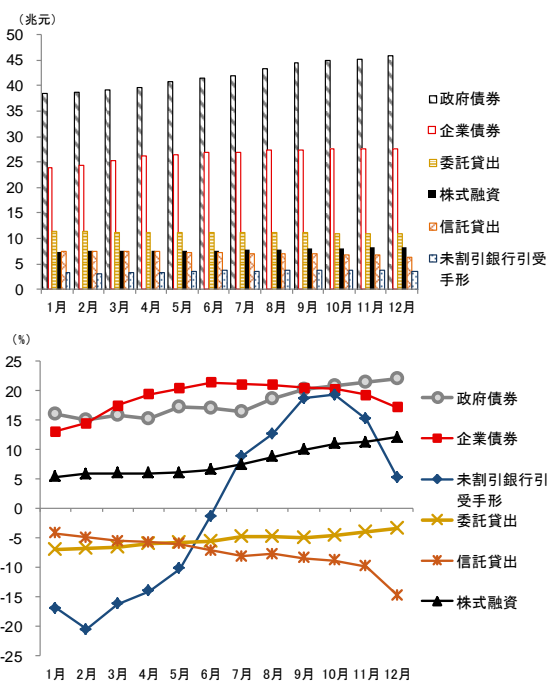 （兆元）
50
45
40
35
30
25
20
15
10
5
0
1月 2月 3月 4月 5月 6月 7月 8月 9月 10月 11月 12月
政府債券
企業債券
委託貸出
株式融資
信託貸出
未割引銀行引受
手形
（%）
25
20
15
10
5
0
-5
-10
-15
-20
-25
1月 2月 3月 4月 5月 6月 7月 8月 9月 10月 11月 12月
政府債券
企業債券
未割引銀行引
受手形
委託貸出
信託貸出
株式融資